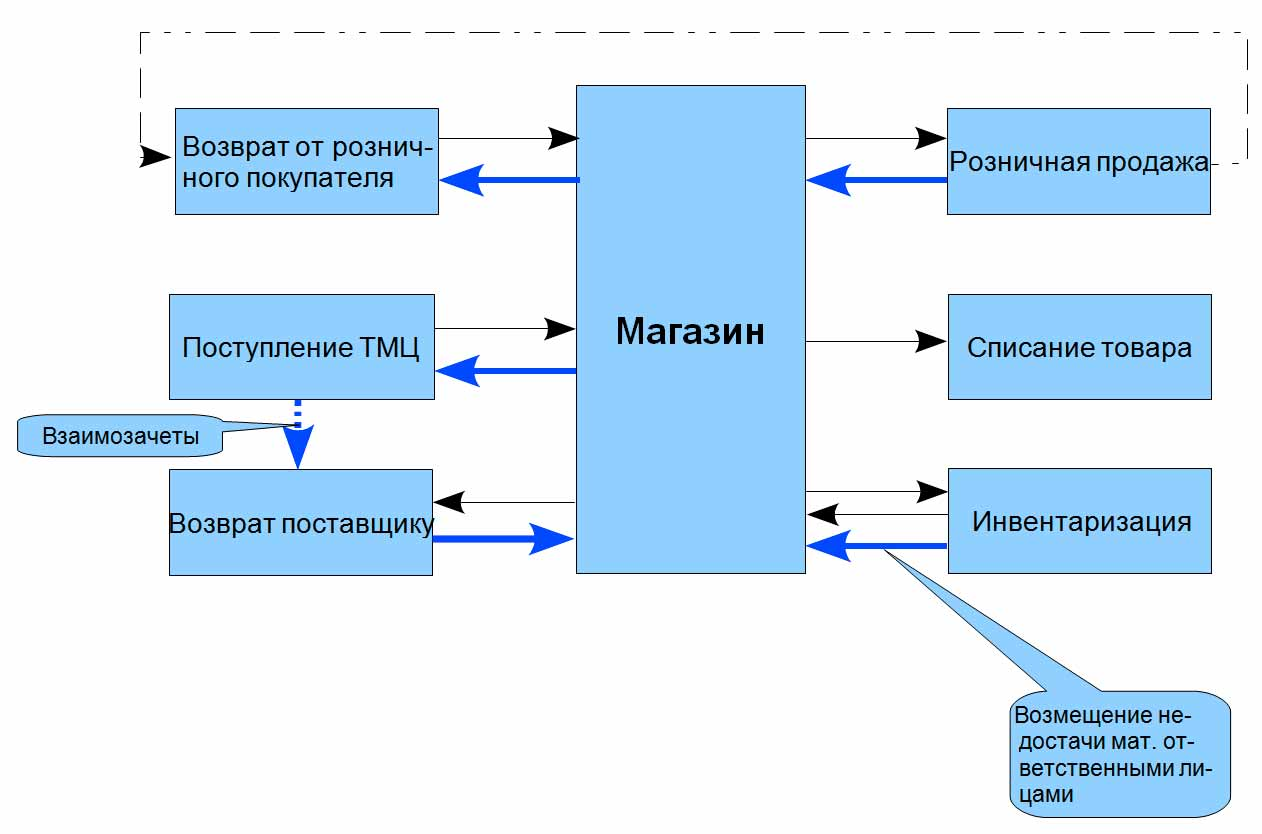 Возврат от рознич-
ного покупателя
Розничная продажа
Магазин
Поступление ТМЦ
Списание товара
Взаимозачеты
Возврат поставщику
Инвентаризация
Возмещение не-
достачи мат. от-
ветственными ли-
цами